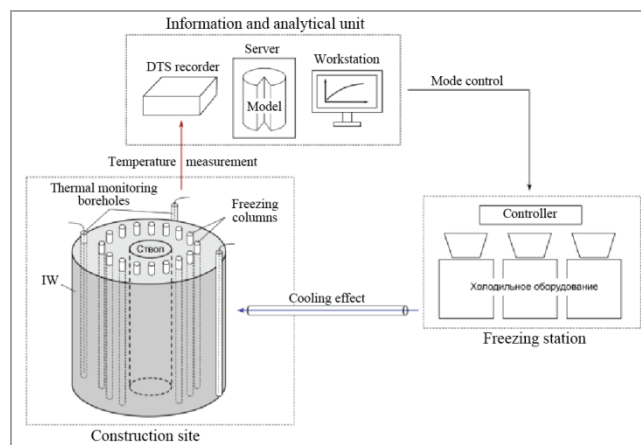 Information and analytical unit
Server
DTS recorder
Workstation
Model
Mode control
Temperature measurement
Thermal monitoring
boreholes
Freezing
columns
Controller
Ствол
IW
Cooling effect
Холодильное оборудование
Freezing station
Construction site